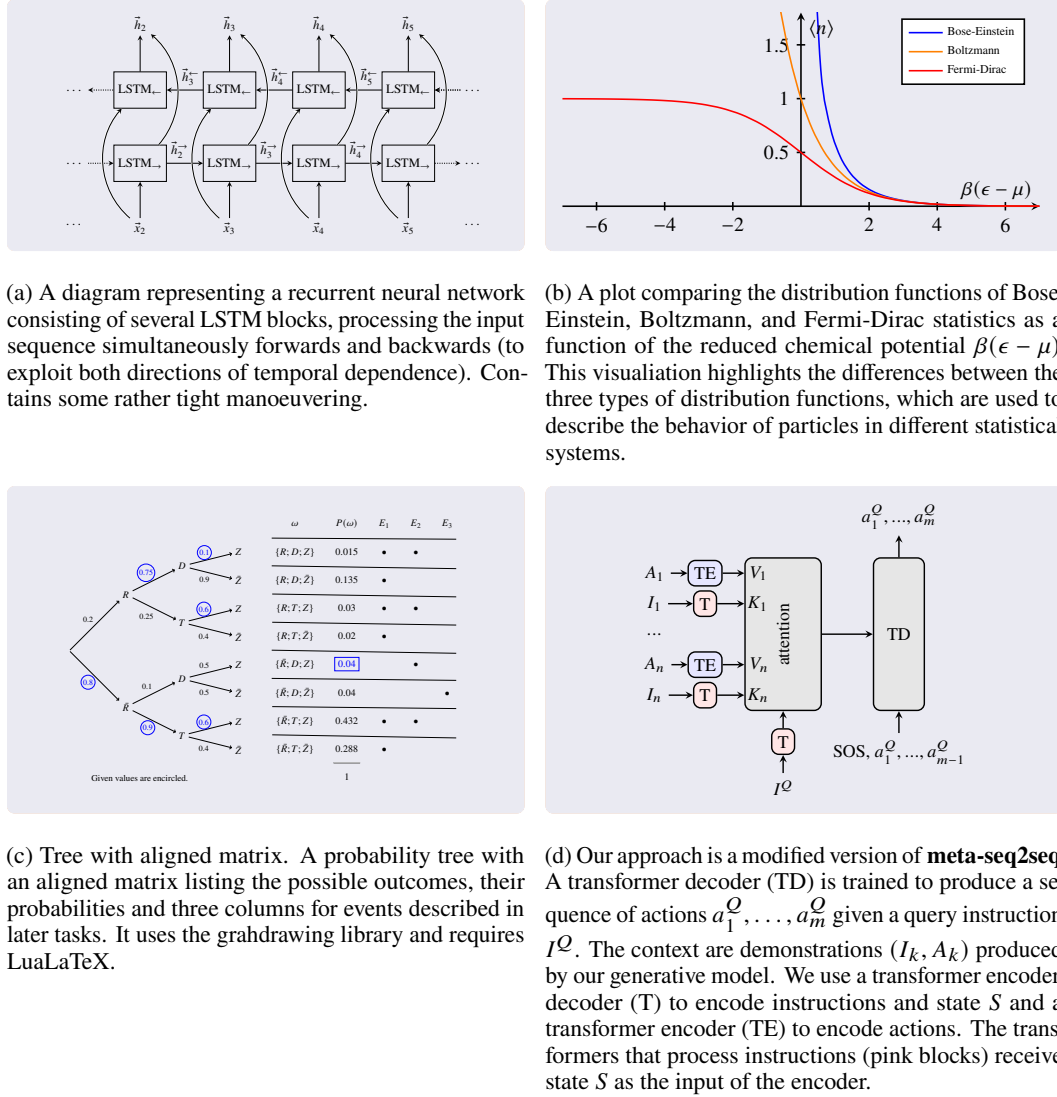 h⃗₂ h⃗₃ h⃗₄ h⃗₅
... LSTM← h⃗₃← LSTM← h⃗₄← LSTM← h⃗₅← LSTM← ...
... LSTM→ h⃗₂→ LSTM→ h⃗₃→ LSTM→ h⃗₄→ LSTM→ ...
... x⃗₂ x⃗₃ x⃗₄ x⃗₅ ...
(a) A diagram representing a recurrent neural network
consisting of several LSTM blocks, processing the input
sequence simultaneously forwards and backwards (to
exploit both directions of temporal dependence). Con-
tains some rather tight manoeuvering.
⟨n⟩
Bose-Einstein
Boltzmann
Fermi-Dirac
1.5
1
0.5
β(ϵ − μ)
−6 −4 −2 2 4 6
(b) A plot comparing the distribution functions of Bose
Einstein, Boltzmann, and Fermi-Dirac statistics as a
function of the reduced chemical potential β(ϵ − μ)
This visualiation highlights the differences between the
three types of distribution functions, which are used to
describe the behavior of particles in different statistica
systems.
ω P(ω) E₁ E₂ E₃
0.1 Z {R; D; Z} 0.015 • •
0.75 D
0.9 Z̄ {R; D; Z̄} 0.135 •
0.2 R
0.6 Z {R; T; Z} 0.03 • •
0.25 T
0.4 Z̄ {R; T; Z̄} 0.02 •
0.5 Z {R̄; D; Z} 0.04 •
0.1 D
0.5 Z̄ {R̄; D; Z̄} 0.04 •
0.8 R̄
0.6 Z {R̄; T; Z} 0.432 • •
0.9 T
0.4 Z̄ {R̄; T; Z̄} 0.288 •
Given values are encircled. 1
(c) Tree with aligned matrix. A probability tree with
an aligned matrix listing the possible outcomes, their
probabilities and three columns for events described in
later tasks. It uses the grahdrawing library and requires
LuaLaTeX.
a₁^Q, ..., aₘ^Q
A₁ TE V₁
I₁ T K₁
...
Aₙ TE Vₙ
Iₙ T Kₙ
attention
TD
T
I^Q
SOS, a₁^Q, ..., aₘ₋₁^Q
(d) Our approach is a modified version of meta-seq2seq
A transformer decoder (TD) is trained to produce a se
quence of actions a₁^Q, . . . , aₘ^Q given a query instruction
I^Q. The context are demonstrations (Iₖ, Aₖ) produced
by our generative model. We use a transformer encoder
decoder (T) to encode instructions and state S and a
transformer encoder (TE) to encode actions. The trans
formers that process instructions (pink blocks) receive
state S as the input of the encoder.